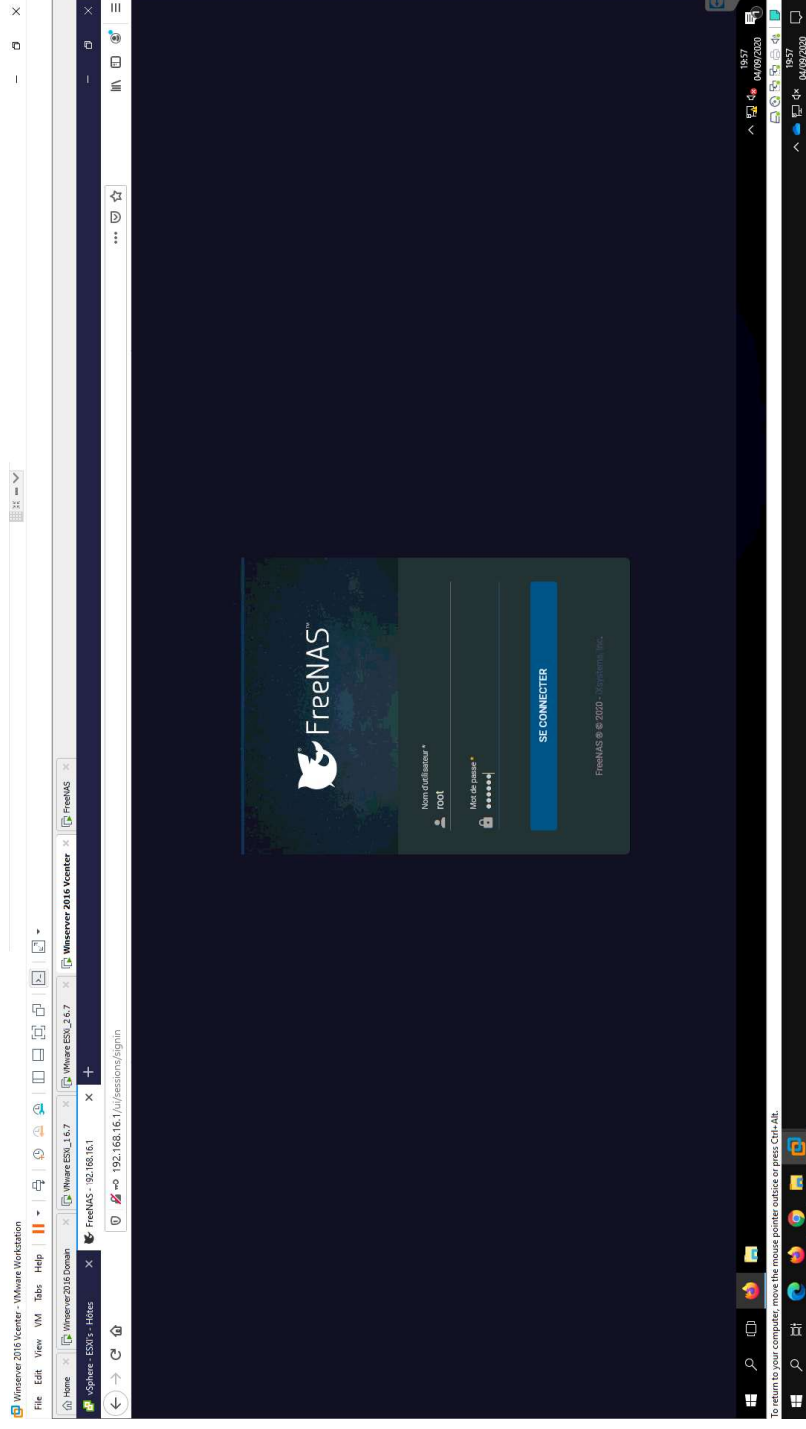 Winserver 2016 Vcenter - VMware Workstation
File Edit View VM Tabs Help
Home
Winserver2016 Domain
VMware ESXi_1 6.7
VMware ESXi_2 6.7
Winserver 2016 Vcenter
FreeNAS
vSphere - ESXI's - Hôtes
FreeNAS - 192.168.16.1
192.168.16.1/ui/sessions/signin
FreeNAS™
Nom d'utilisateur *
root
Mot de passe *
SE CONNECTER
FreeNAS ® © 2020 - iXsystems, Inc.
19:57
04/09/2020
To return to your computer, move the mouse pointer outside or press Ctrl+Alt.
19:57
04/09/2020